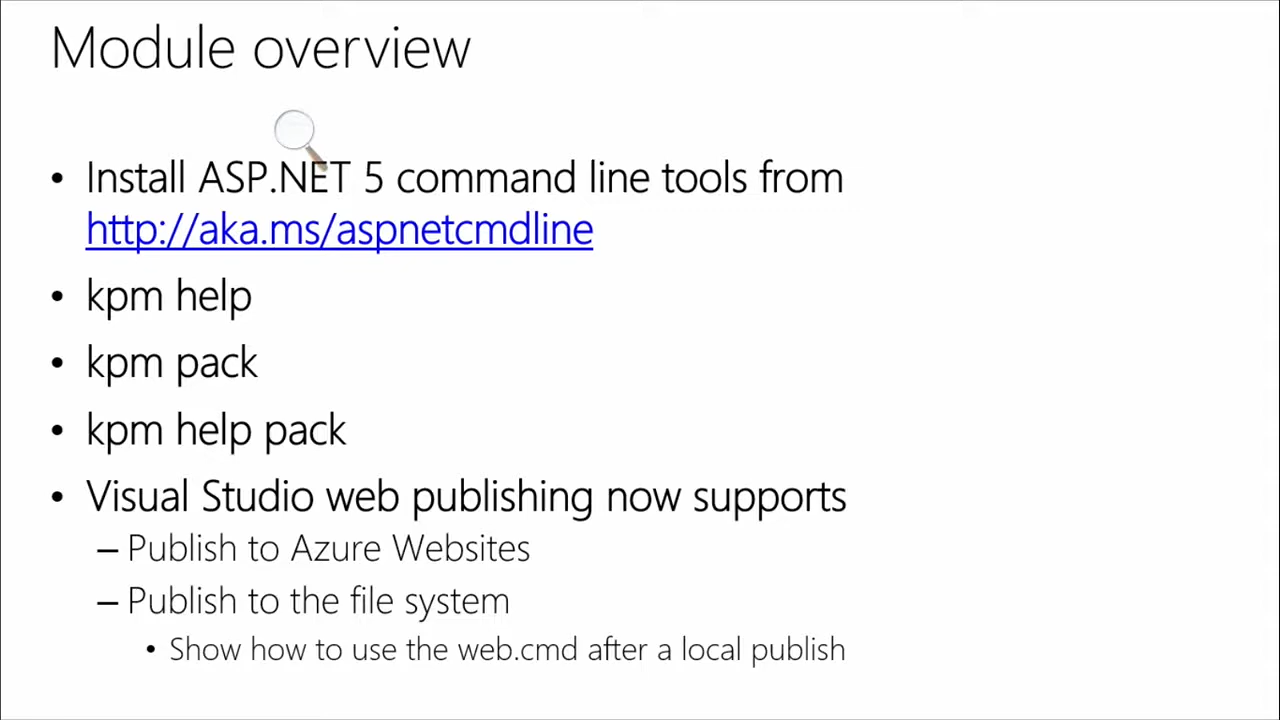 Module overview
• Install ASP.NET 5 command line tools from
http://aka.ms/aspnetcmdline
• kpm help
• kpm pack
• kpm help pack
• Visual Studio web publishing now supports
– Publish to Azure Websites
– Publish to the file system
• Show how to use the web.cmd after a local publish